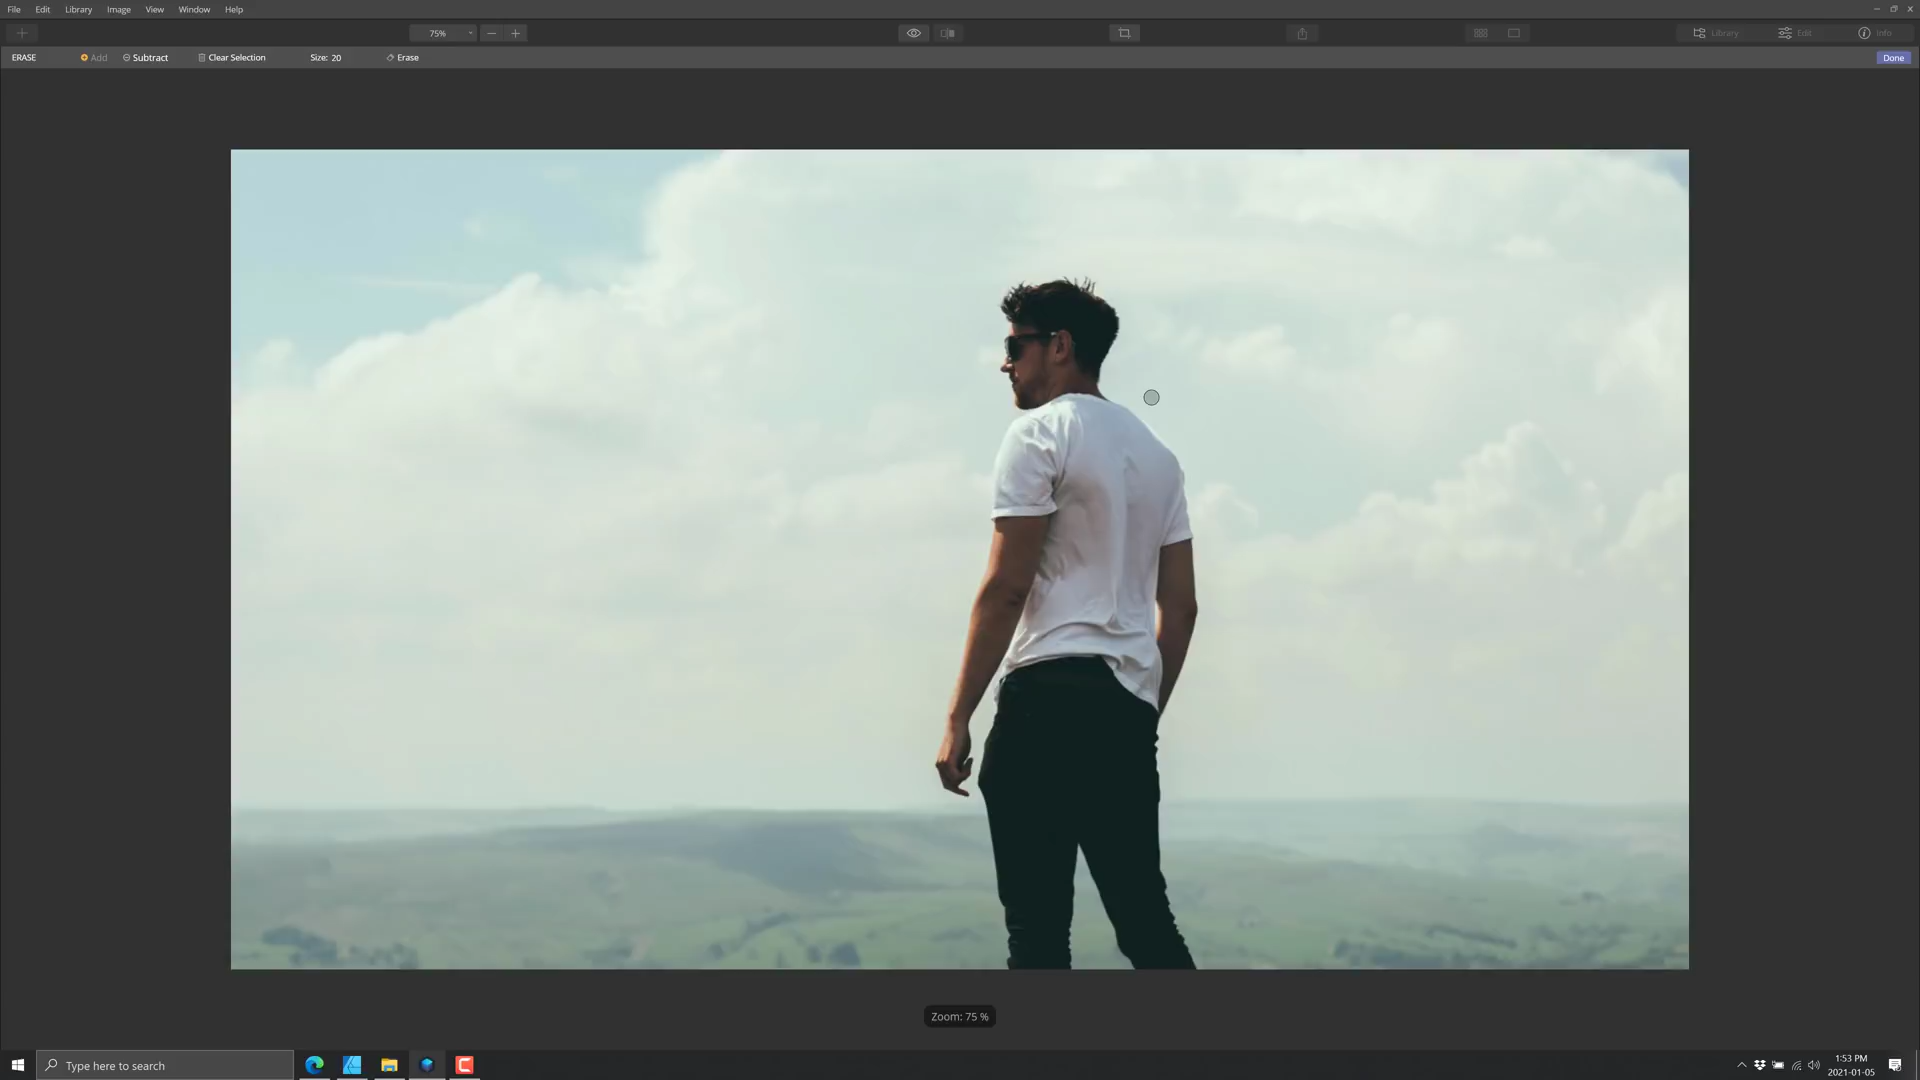 File Edit Library Image View Window Help
75%
Library Edit Info
ERASE Add Subtract Clear Selection Size: 20 Erase Done
Zoom: 75 %
Type here to search
1:53 PM
2021-01-05